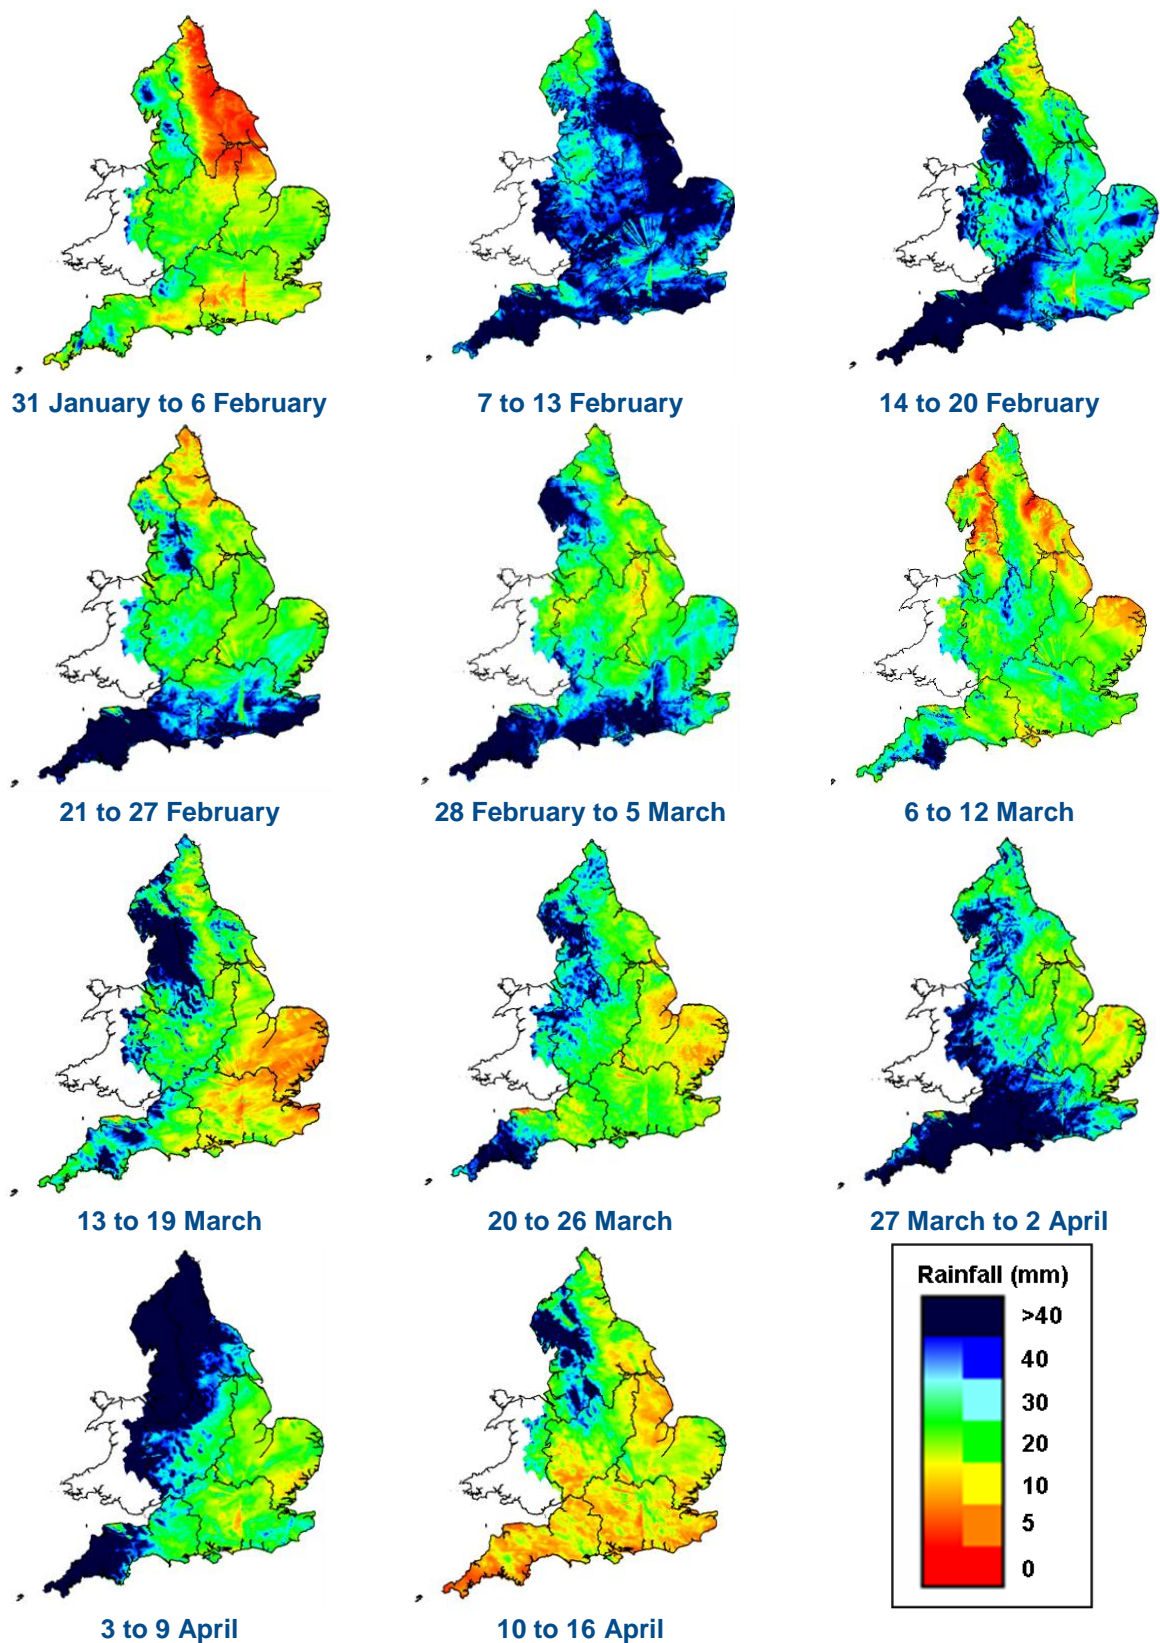 31 January to 6 February
7 to 13 February
14 to 20 February
21 to 27 February
28 February to 5 March
6 to 12 March
13 to 19 March
20 to 26 March
27 March to 2 April
Rainfall (mm)
>40
40
30
20
10
5
0
3 to 9 April
10 to 16 April